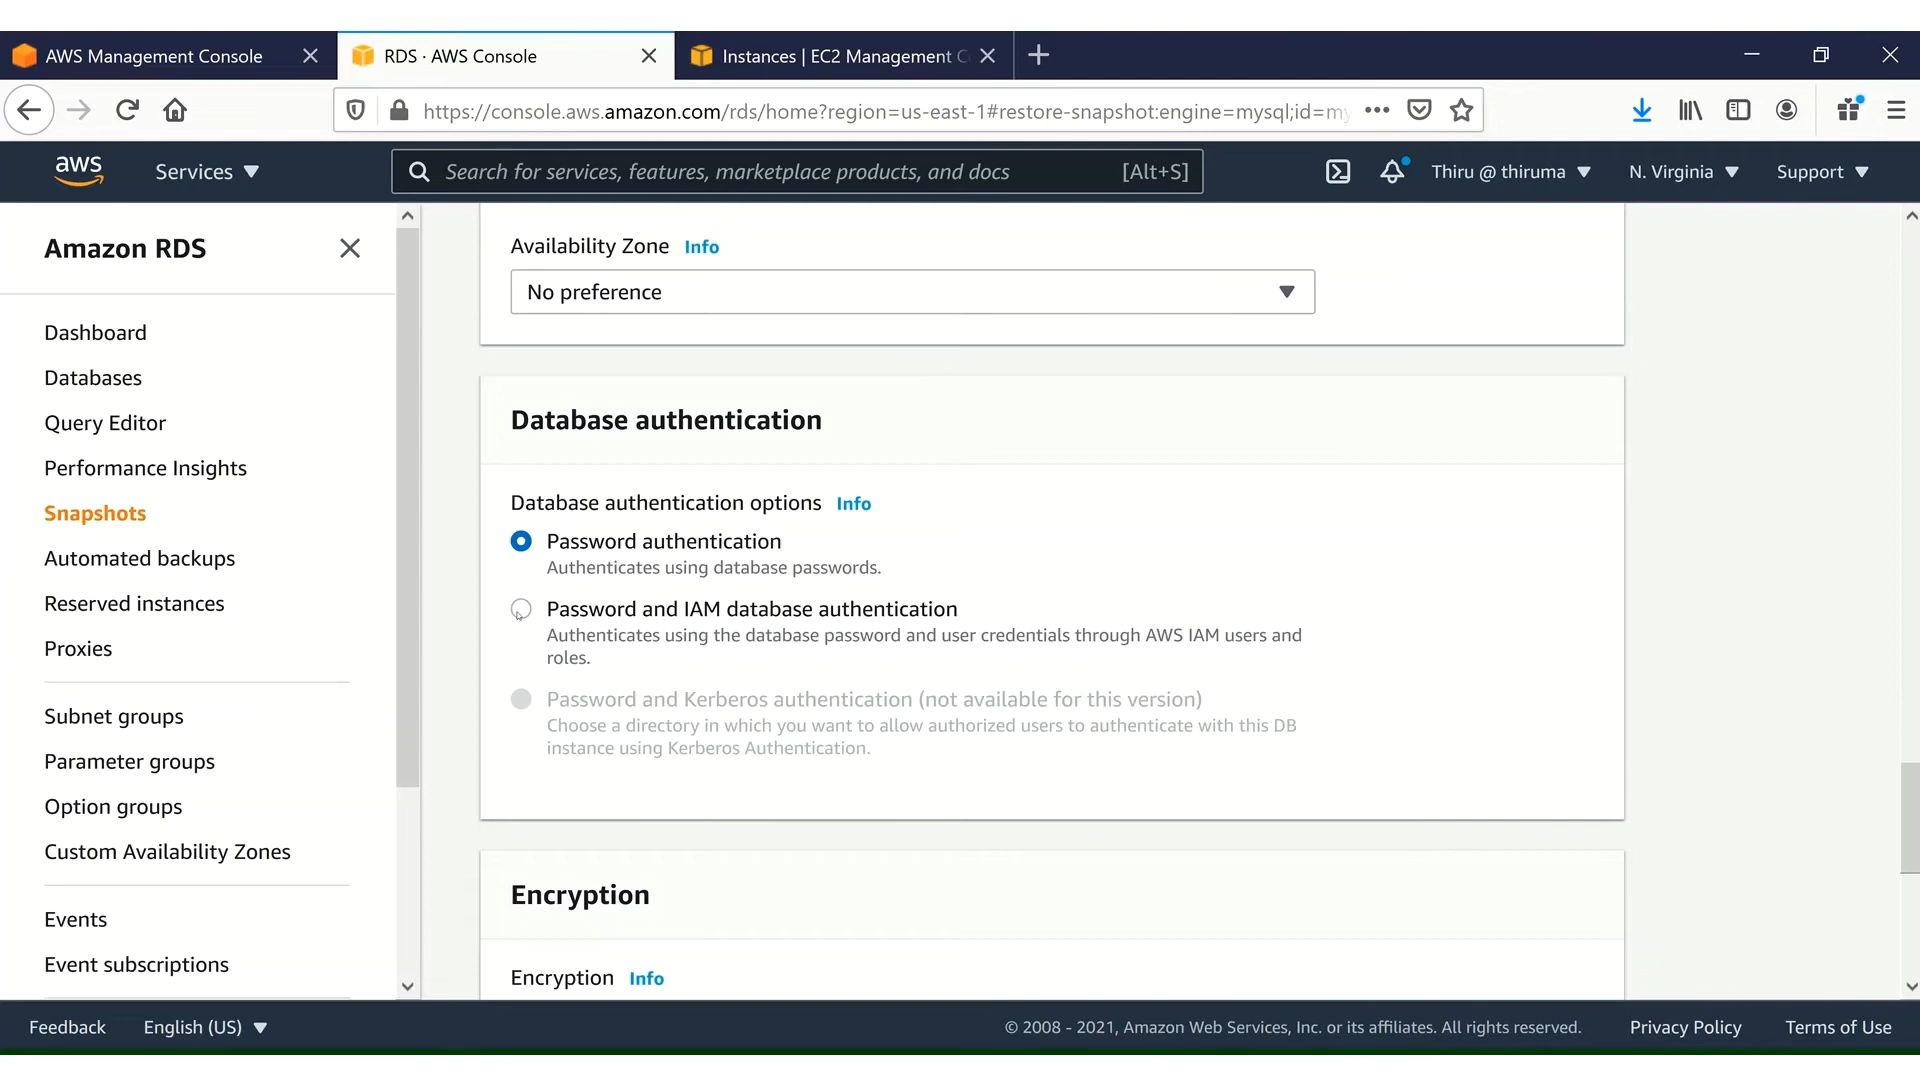 AWS Management Console
RDS · AWS Console
Instances | EC2 Management C
https://console.aws.amazon.com/rds/home?region=us-east-1#restore-snapshot:engine=mysql;id=my
aws
Services
Search for services, features, marketplace products, and docs
[Alt+S]
Thiru @ thiruma
N. Virginia
Support
Amazon RDS
Dashboard
Databases
Query Editor
Performance Insights
Snapshots
Automated backups
Reserved instances
Proxies
Subnet groups
Parameter groups
Option groups
Custom Availability Zones
Events
Event subscriptions
Availability Zone Info
No preference
Database authentication
Database authentication options Info
Password authentication
Authenticates using database passwords.
Password and IAM database authentication
Authenticates using the database password and user credentials through AWS IAM users and
roles.
Password and Kerberos authentication (not available for this version)
Choose a directory in which you want to allow authorized users to authenticate with this DB
instance using Kerberos Authentication.
Encryption
Encryption Info
Feedback
English (US)
© 2008 - 2021, Amazon Web Services, Inc. or its affiliates. All rights reserved.
Privacy Policy
Terms of Use